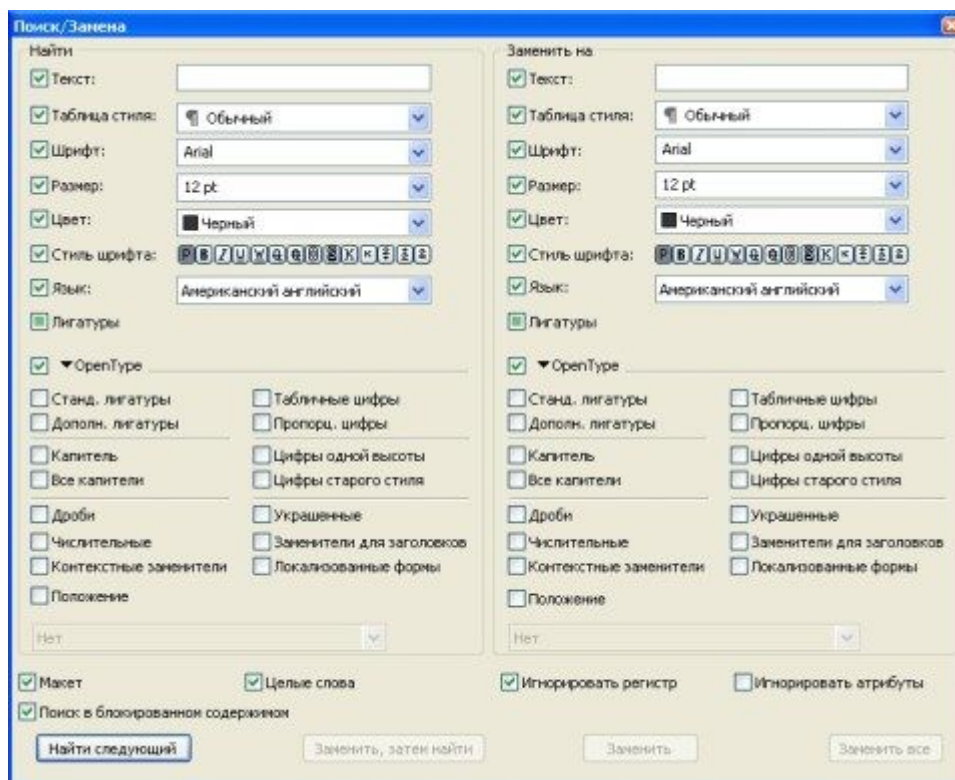 Поиск/Замена
Найти
Текст:
Таблица стиля: ¶ Обычный
Шрифт: Arial
Размер: 12 pt
Цвет: Черный
Стиль шрифта: P B I U W
Язык: Американский английский
Лигатуры
OpenType
Станд. лигатуры Табличные цифры
Дополн. лигатуры Пропорц. цифры
Капитель Цифры одной высоты
Все капители Цифры старого стиля
Дроби Украшенные
Числительные Заменители для заголовков
Контекстные заменители Локализованные формы
Положение
Нет
Заменить на
Текст:
Таблица стиля: ¶ Обычный
Шрифт: Arial
Размер: 12 pt
Цвет: Черный
Стиль шрифта: P B I U W
Язык: Американский английский
Лигатуры
OpenType
Станд. лигатуры Табличные цифры
Дополн. лигатуры Пропорц. цифры
Капитель Цифры одной высоты
Все капители Цифры старого стиля
Дроби Украшенные
Числительные Заменители для заголовков
Контекстные заменители Локализованные формы
Положение
Нет
Макет Целые слова Игнорировать регистр Игнорировать атрибуты
Поиск в блокированном содержимом
Найти следующий Заменить, затем найти Заменить Заменить все